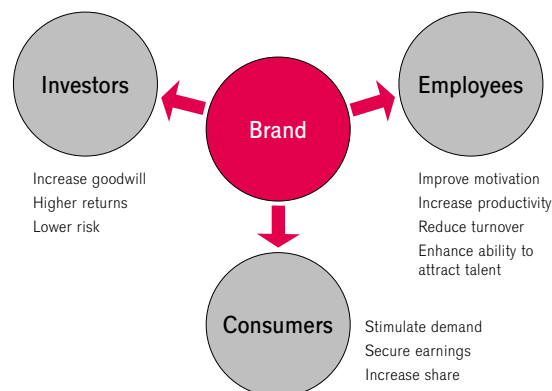 Investors
Employees
Brand
Increase goodwill
Higher returns
Lower risk
Improve motivation
Increase productivity
Reduce turnover
Enhance ability to
attract talent
Consumers
Stimulate demand
Secure earnings
Increase share